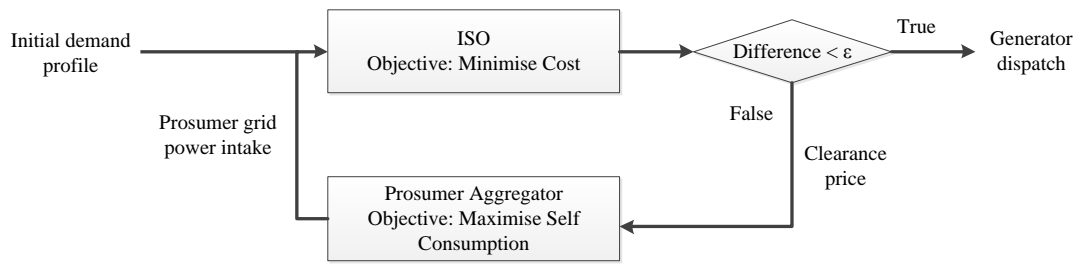 Initial demand
profile
ISO
Objective: Minimise Cost
Difference < ε
True
Generator
dispatch
False
Clearance
price
Prosumer grid
power intake
Prosumer Aggregator
Objective: Maximise Self
Consumption